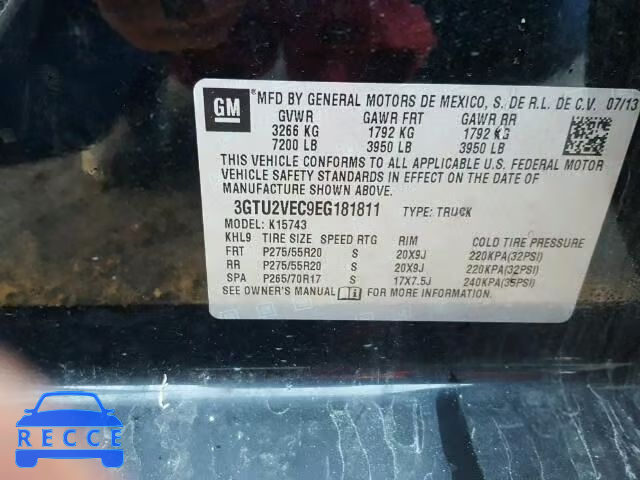 GM ® MFD BY GENERAL MOTORS DE MEXICO, S. DE R.L. DE C.V. 07/13
GVWR GAWR FRT GAWR RR
3266 KG 1792 KG 1792 KG
7200 LB 3950 LB 3950 LB
THIS VEHICLE CONFORMS TO ALL APPLICABLE U.S. FEDERAL MOTOR
VEHICLE SAFETY STANDARDS IN EFFECT ON THE DATE OF
MANUFACTURE SHOWN ABOVE.
3GTU2VEC9EG181811 TYPE: TRUCK
MODEL: K15743
KHL9 TIRE SIZE SPEED RTG RIM COLD TIRE PRESSURE
FRT P275/55R20 S 20X9J 220KPA(32PSI)
RR P275/55R20 S 20X9J 220KPA(32PSI)
SPA P265/70R17 S 17X7.5J 240KPA(35PSI)
SEE OWNER'S MANUAL FOR MORE INFORMATION.
RECCE